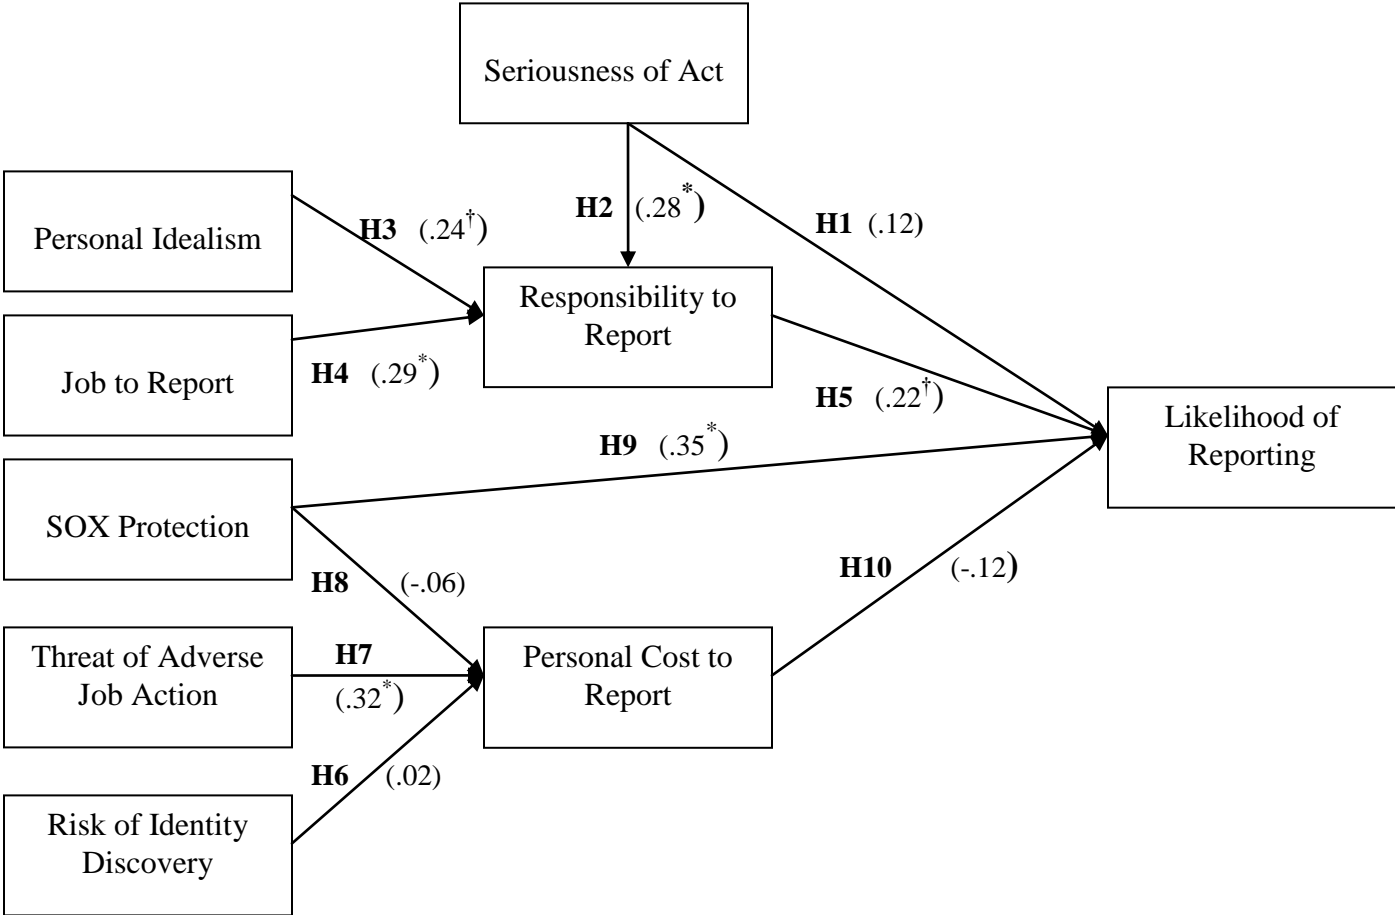 Seriousness of Act
Personal Idealism
H3 (.24†)
H2 (.28*)
H1 (.12)
Responsibility to
Report
Job to Report
H4 (.29*)
H5 (.22†)
Likelihood of
Reporting
H9 (.35*)
SOX Protection
H8 (-.06)
H10 (-.12)
Threat of Adverse
Job Action
H7
(.32*)
Personal Cost to
Report
H6 (.02)
Risk of Identity
Discovery